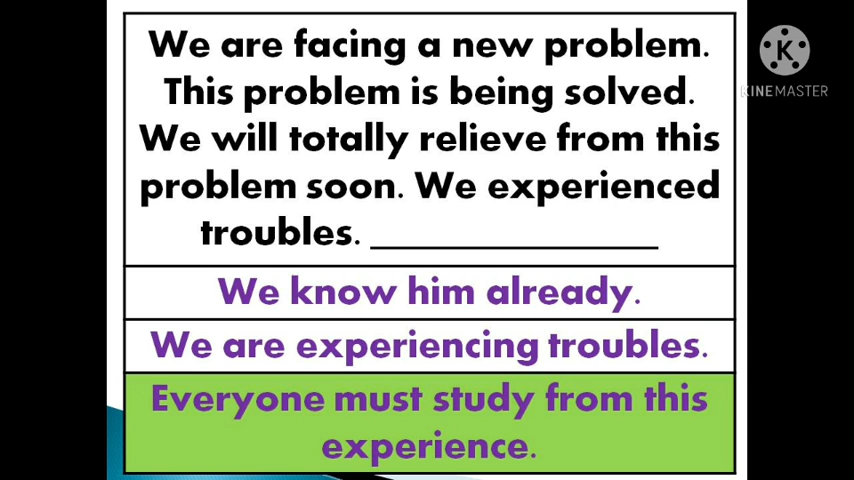 We are facing a new problem.
This problem is being solved.
We will totally relieve from this
problem soon. We experienced
troubles. _______________
We know him already.
We are experiencing troubles.
Everyone must study from this
experience.
K
KINEMASTER